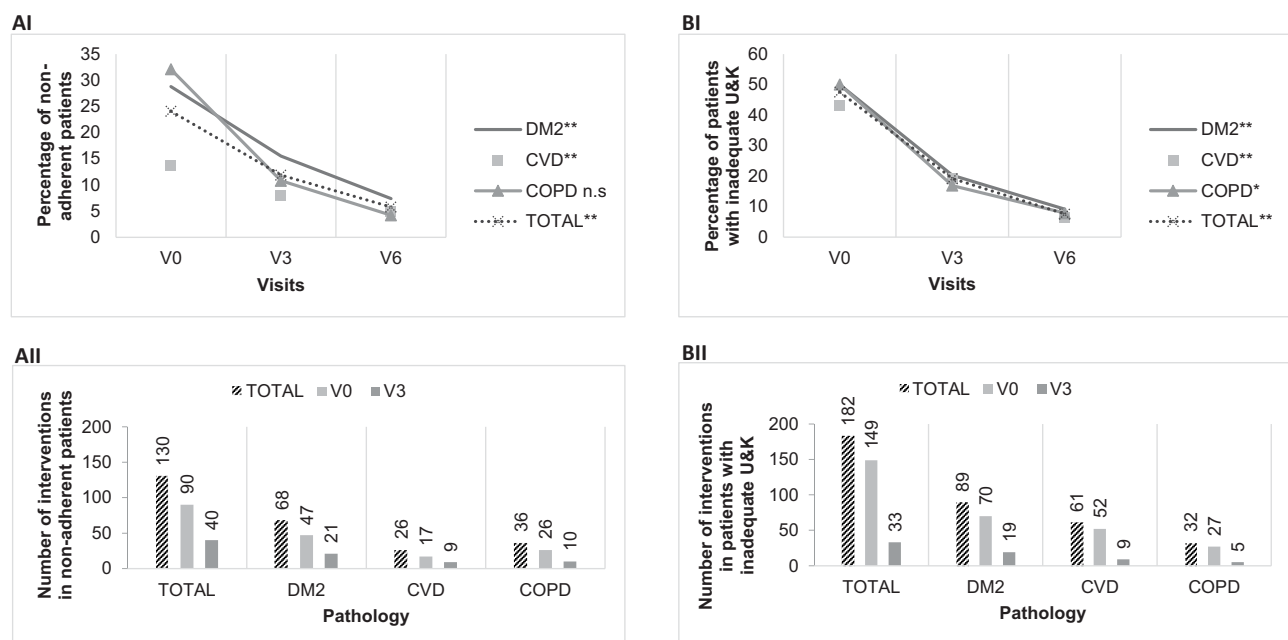 AI
Percentage of non-
adherent patients
35
30
25
20
15
10
5
0
V0
V3
V6
Visits
DM2**
CVD**
COPD n.s
TOTAL**
BI
Percentage of patients
with inadequate U&K
60
50
40
30
20
10
0
V0
V3
V6
Visits
DM2**
CVD**
COPD*
TOTAL**
AII
Number of interventions
in non-adherent patients
TOTAL V0 V3
200
150
100
50
0
130
90
40
68
47
21
26
17
9
36
26
10
TOTAL
DM2
CVD
COPD
Pathology
BII
Number of interventions
in patients with
inadequate U&K
TOTAL V0 V3
200
150
100
50
0
182
149
33
89
70
19
61
52
9
32
27
5
TOTAL
DM2
CVD
COPD
Pathology